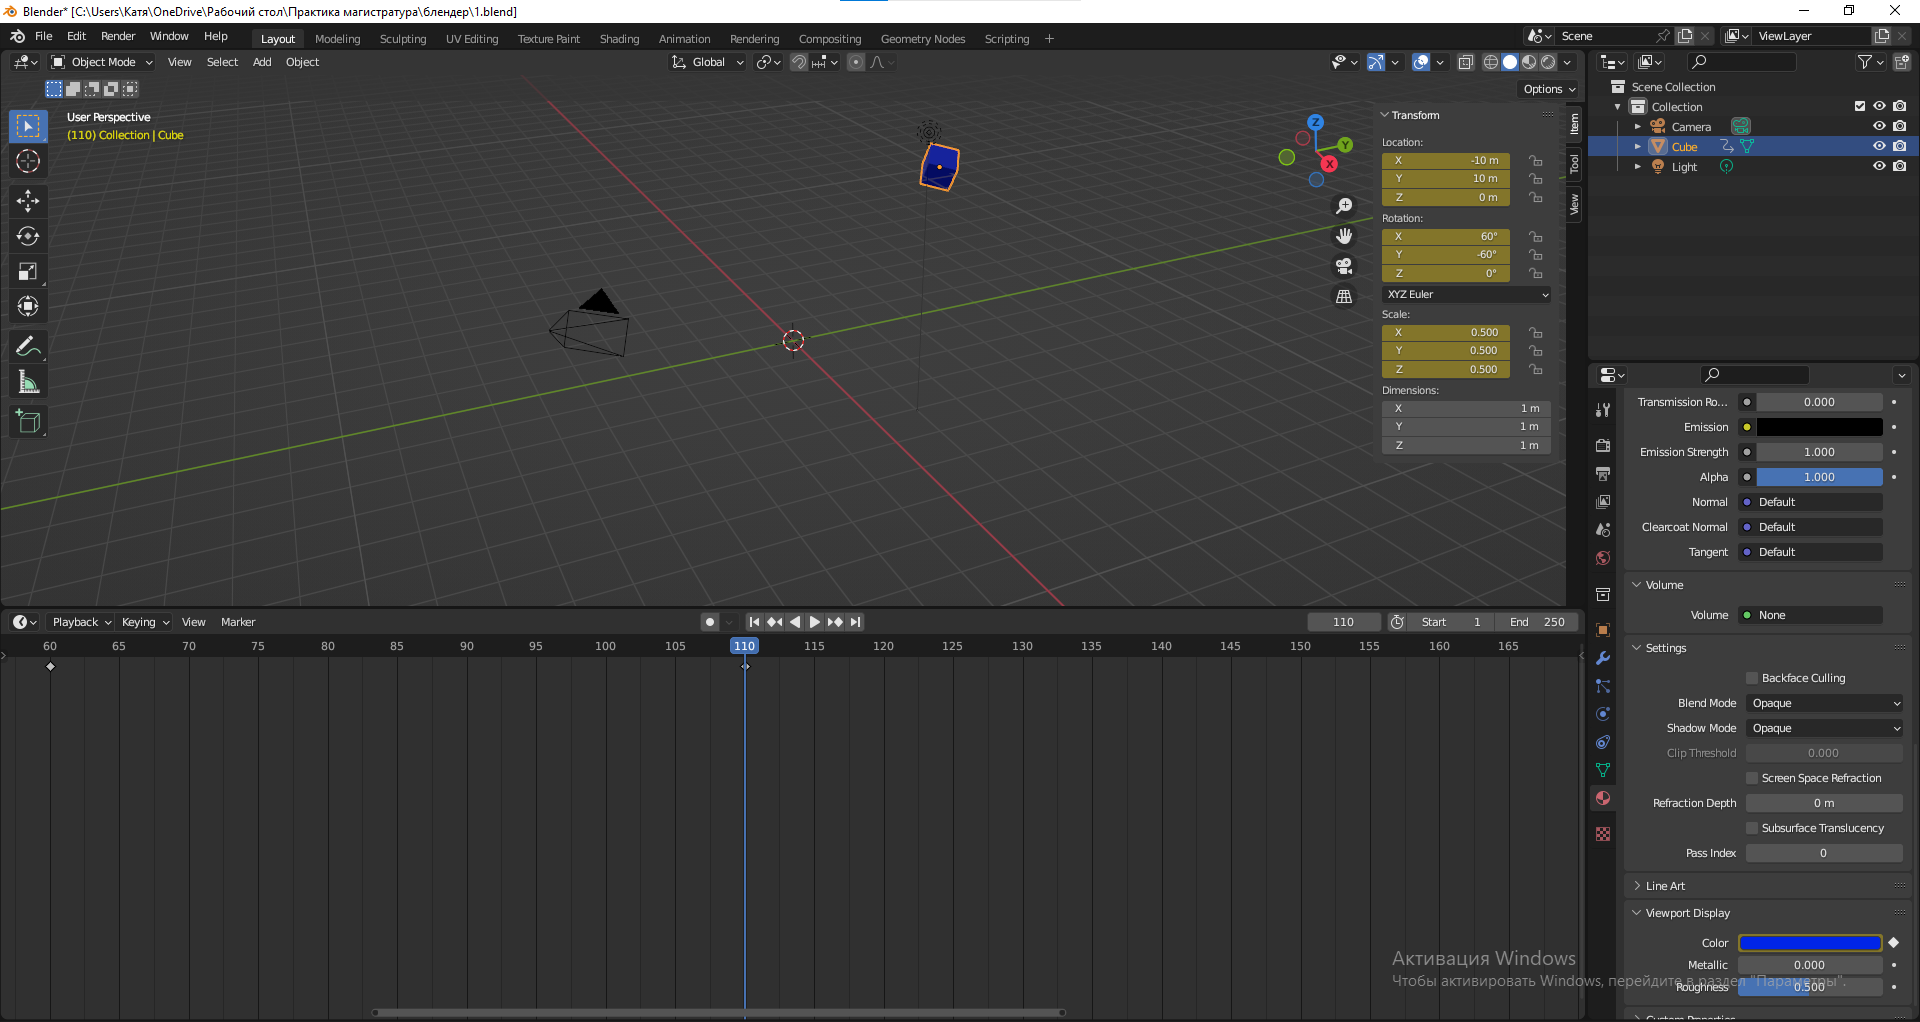 Blender* [C:\Users\Катя\OneDrive\Рабочий стол\Практика магистратура\блендер\1.blend]
File Edit Render Window Help Layout Modeling Sculpting UV Editing Texture Paint Shading Animation Rendering Compositing Geometry Nodes Scripting + Scene ViewLayer
Object Mode View Select Add Object Global
Options
User Perspective
(110) Collection | Cube
Z
Y
X
Transform
Location:
X -10 m
Y 10 m
Z 0 m
Rotation:
X 60°
Y -60°
Z 0°
XYZ Euler
Scale:
X 0.500
Y 0.500
Z 0.500
Dimensions:
X 1 m
Y 1 m
Z 1 m
Item
Tool
View
Scene Collection
Collection
Camera
Cube
Light
Transmission Ro... 0.000
Emission
Emission Strength 1.000
Alpha 1.000
Normal Default
Clearcoat Normal Default
Tangent Default
Volume
Volume None
Settings
Backface Culling
Blend Mode Opaque
Shadow Mode Opaque
Clip Threshold 0.000
Screen Space Refraction
Refraction Depth 0 m
Subsurface Translucency
Pass Index 0
Line Art
Viewport Display
Color
Metallic 0.000
Roughness 0.500
Custom Properties
Playback Keying View Marker 110 Start 1 End 250
60 65 70 75 80 85 90 95 100 105 110 115 120 125 130 135 140 145 150 155 160 165
Активация Windows
Чтобы активировать Windows, перейдите в раздел "Параметры".